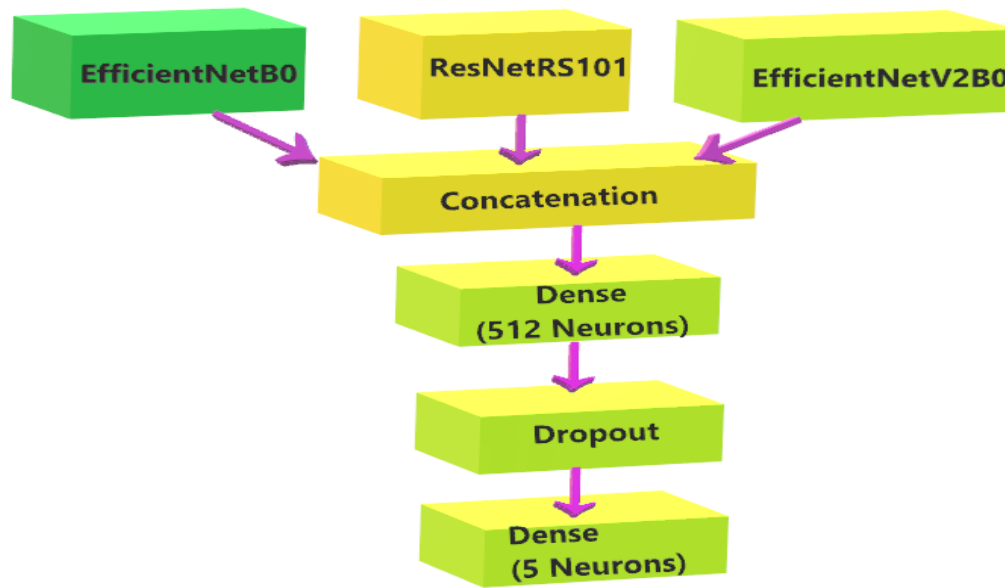 EfficientNetB0
ResNetRS101
EfficientNetV2B0
Concatenation
Dense
(512 Neurons)
Dropout
Dense
(5 Neurons)